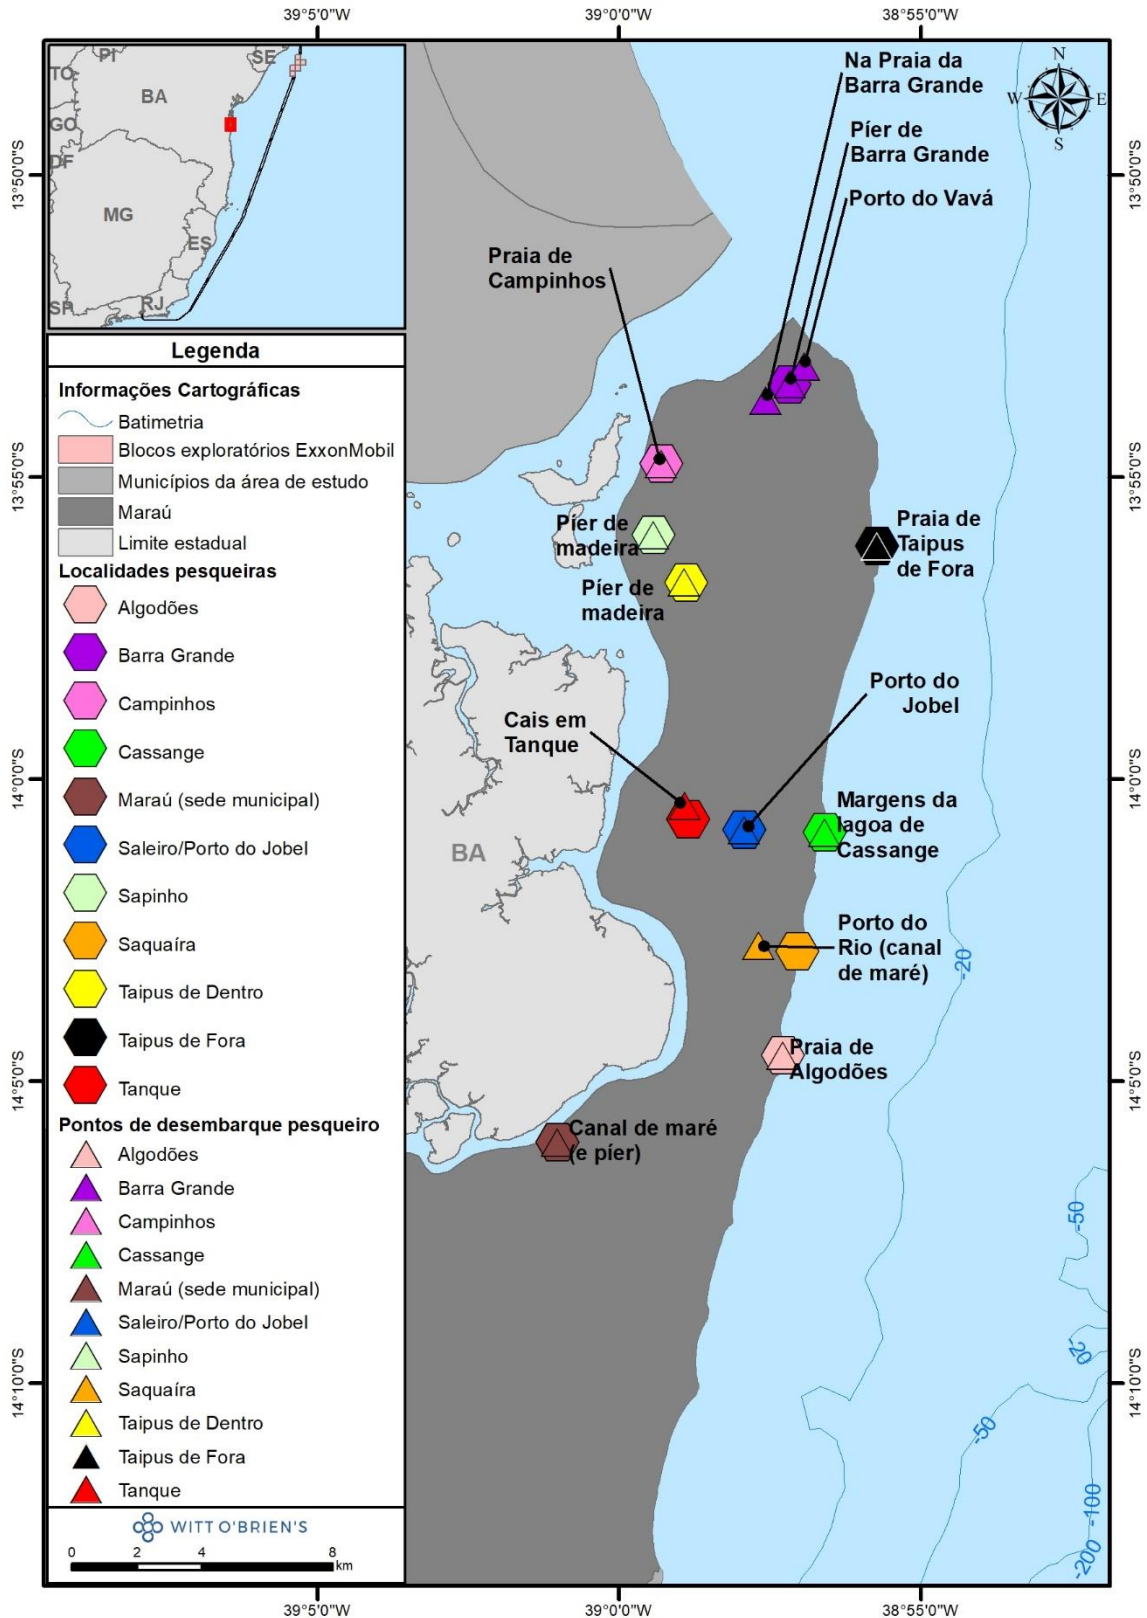 39°5'0"W
39°0'0"W
38°55'0"W
PI
SE
TO
BA
GO
DF
MG
ES
SP
RJ
N
W
E
S
13°50'0"S
13°50'0"S
Na Praia da
Barra Grande
Píer de
Barra Grande
Porto do Vavá
Praia de
Campinhos
13°55'0"S
13°55'0"S
Píer de
madeira
Praia de
Taipus
de Fora
Píer de
madeira
Porto do
Jobel
Cais em
Tanque
14°0'0"S
14°0'0"S
Margens da
lagoa de
Cassange
BA
Porto do
Rio (canal
de maré)
-20
Praia de
Algodões
14°5'0"S
14°5'0"S
Canal de maré
(e píer)
-50
14°10'0"S
14°10'0"S
-50
-100
-200
Legenda
Informações Cartográficas
Batimetria
Blocos exploratórios ExxonMobil
Municípios da área de estudo
Maraú
Limite estadual
Localidades pesqueiras
Algodões
Barra Grande
Campinhos
Cassange
Maraú (sede municipal)
Saleiro/Porto do Jobel
Sapinho
Saquaíra
Taipus de Dentro
Taipus de Fora
Tanque
Pontos de desembarque pesqueiro
Algodões
Barra Grande
Campinhos
Cassange
Maraú (sede municipal)
Saleiro/Porto do Jobel
Sapinho
Saquaíra
Taipus de Dentro
Taipus de Fora
Tanque
WITT O'BRIEN'S
0 2 4 8
km
39°5'0"W
39°0'0"W
38°55'0"W